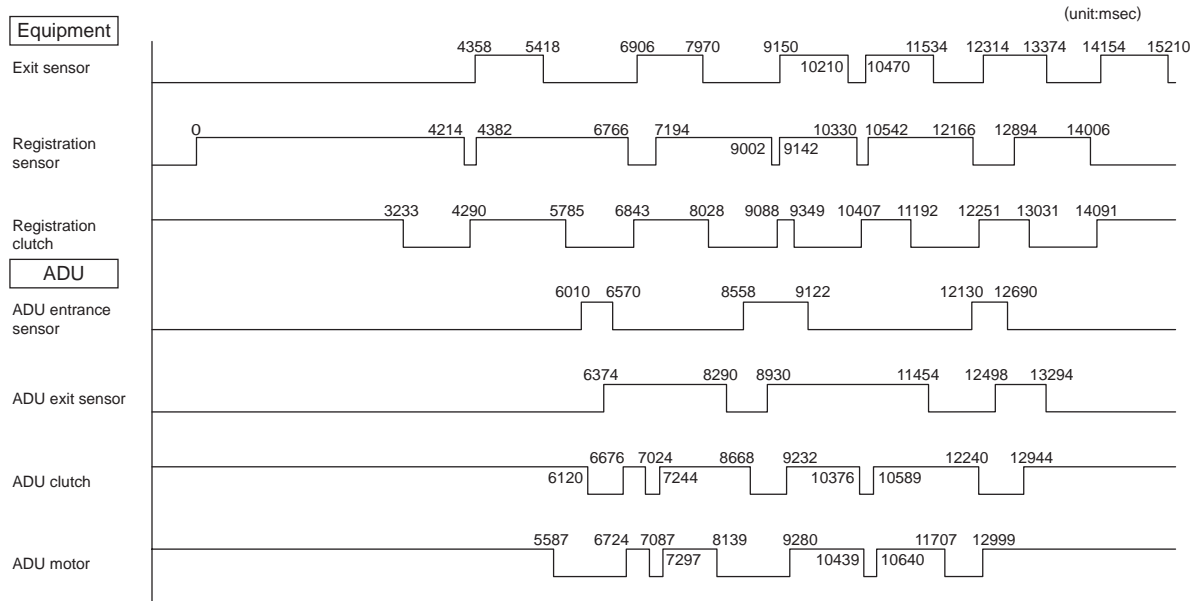 (unit:msec)
Equipment
4358 5418 6906 7970 9150 11534 12314 13374 14154 15210
Exit sensor
10210 10470
0 4214 4382 6766 7194 10330 10542 12166 12894 14006
Registration
sensor
9002 9142
3233 4290 5785 6843 8028 9088 9349 10407 11192 12251 13031 14091
Registration
clutch
ADU
6010 6570 8558 9122 12130 12690
ADU entrance
sensor
6374 8290 8930 11454 12498 13294
ADU exit sensor
6676 7024 8668 9232 12240 12944
ADU clutch
6120 7244 10376 10589
5587 6724 7087 8139 9280 11707 12999
ADU motor
7297 10439 10640